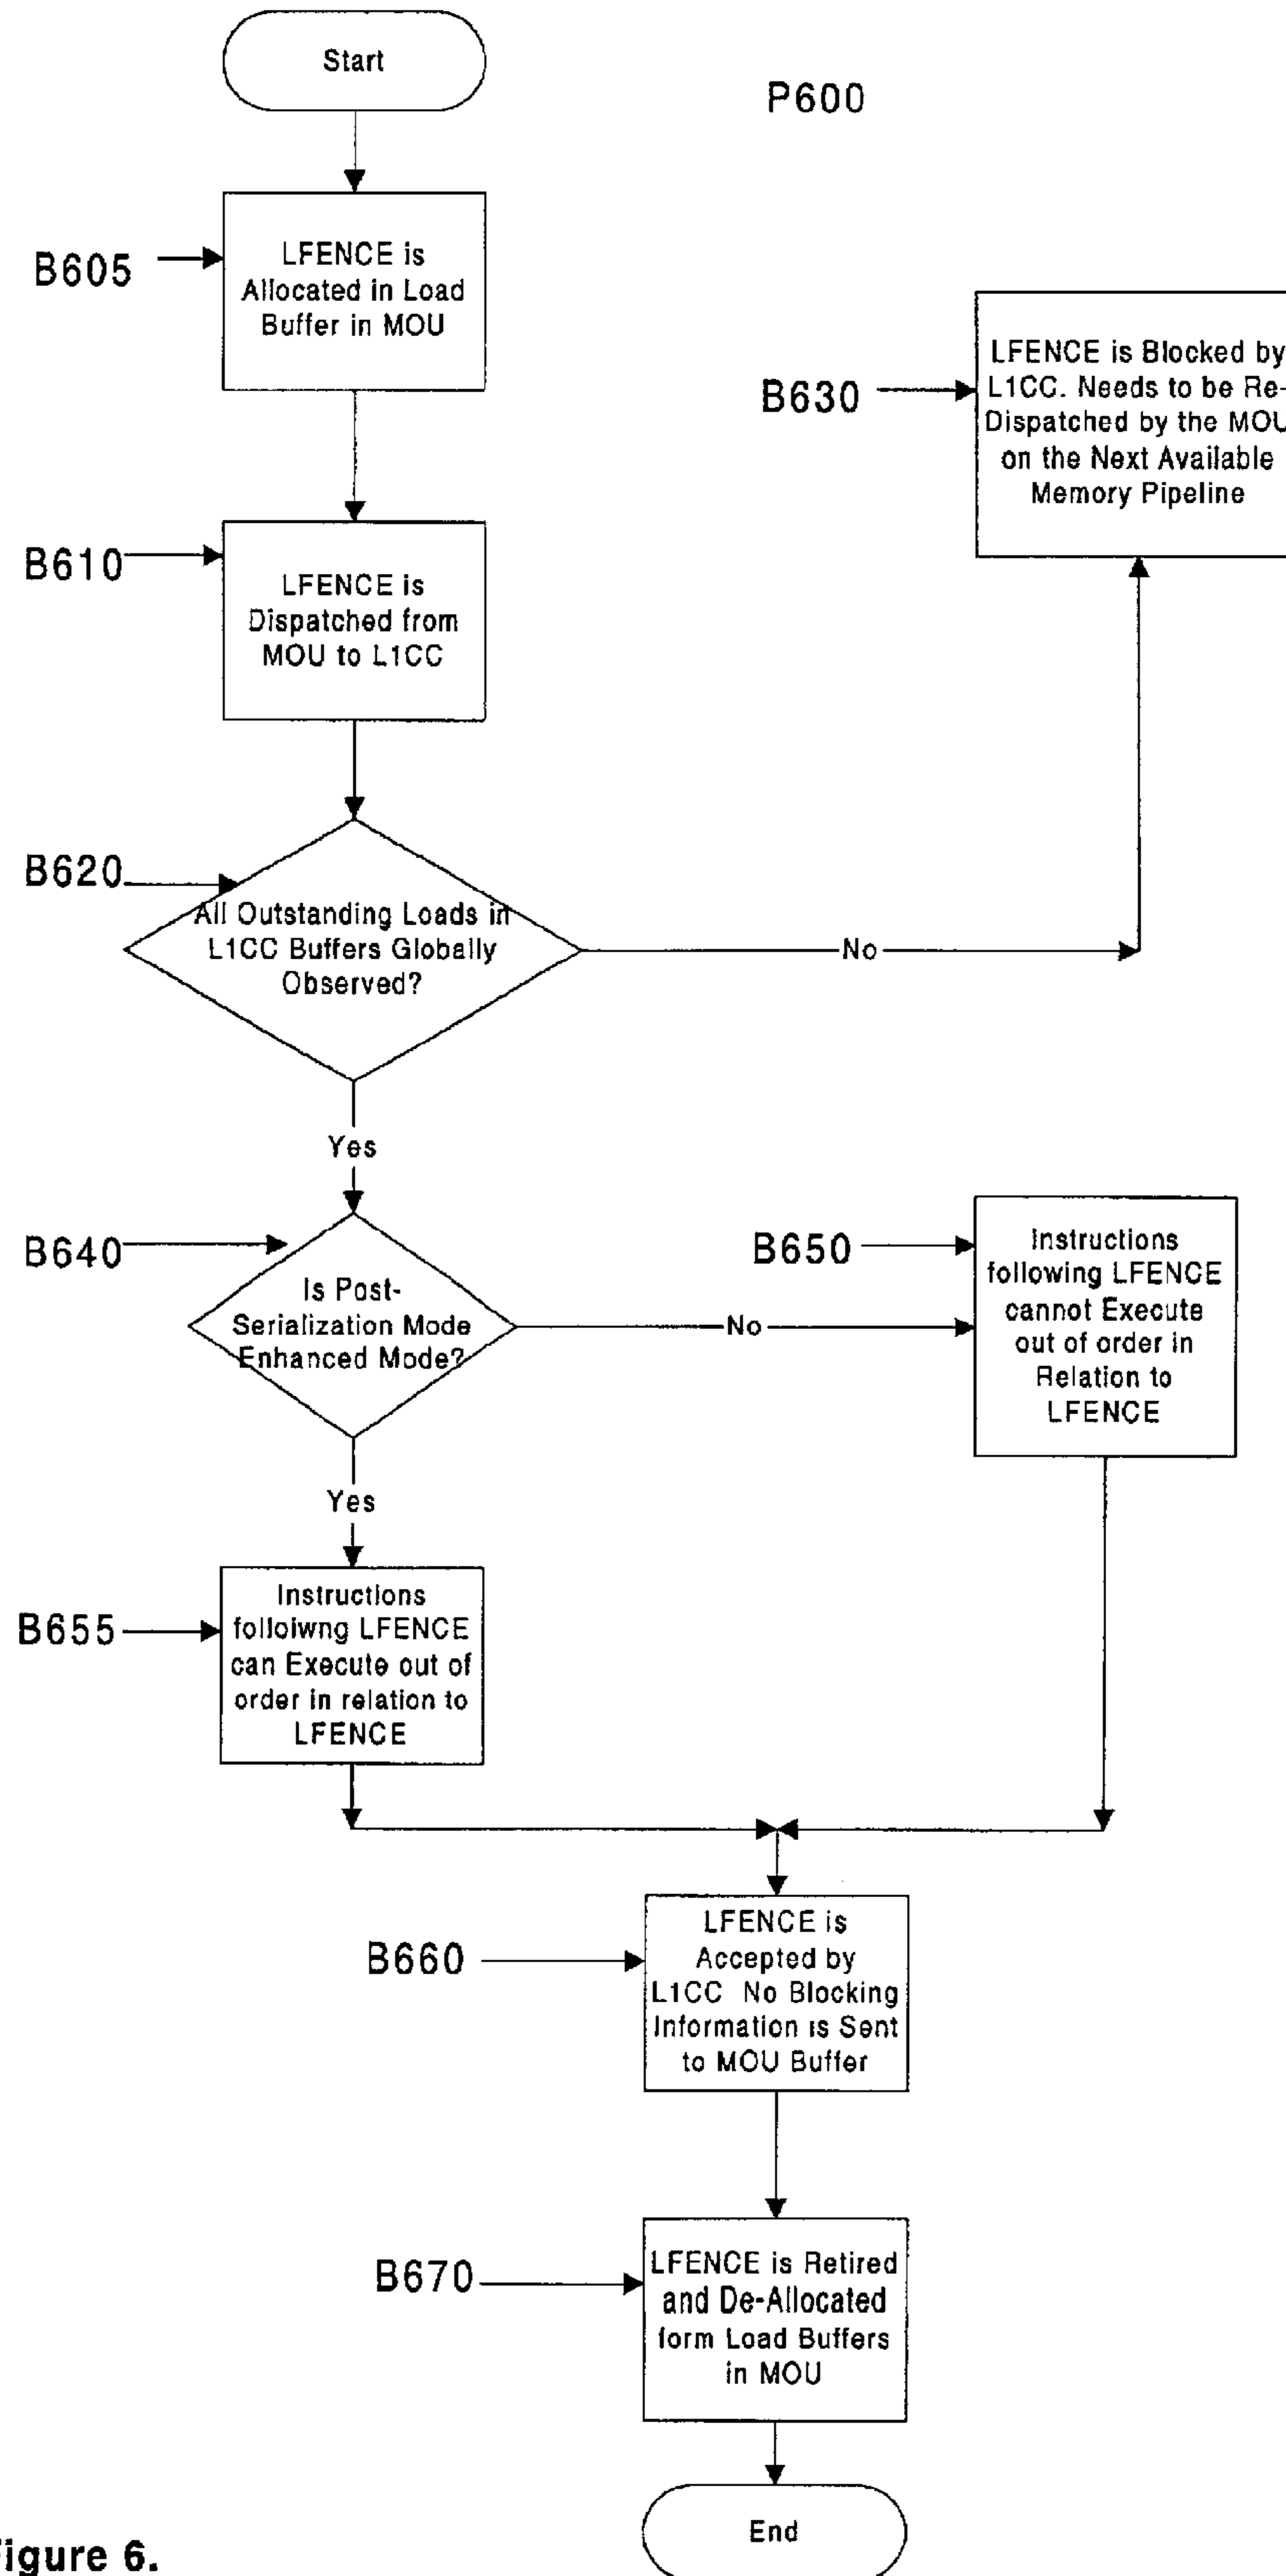 Start
P600
B605
LFENCE is
Allocated in Load
Buffer in MOU
B630
LFENCE is Blocked by
L1CC. Needs to be Re-
Dispatched by the MOU
on the Next Available
Memory Pipeline
B610
LFENCE is
Dispatched from
MOU to L1CC
B620
All Outstanding Loads in
L1CC Buffers Globally
Observed?
No
Yes
B640
Is Post-
Serialization Mode
Enhanced Mode?
No
B650
Instructions
following LFENCE
cannot Execute
out of order in
Relation to
LFENCE
Yes
B655
Instructions
folloiwng LFENCE
can Execute out of
order in relation to
LFENCE
B660
LFENCE is
Accepted by
L1CC No Blocking
Information is Sent
to MOU Buffer
B670
LFENCE is Retired
and De-Allocated
form Load Buffers
in MOU
End
Figure 6.